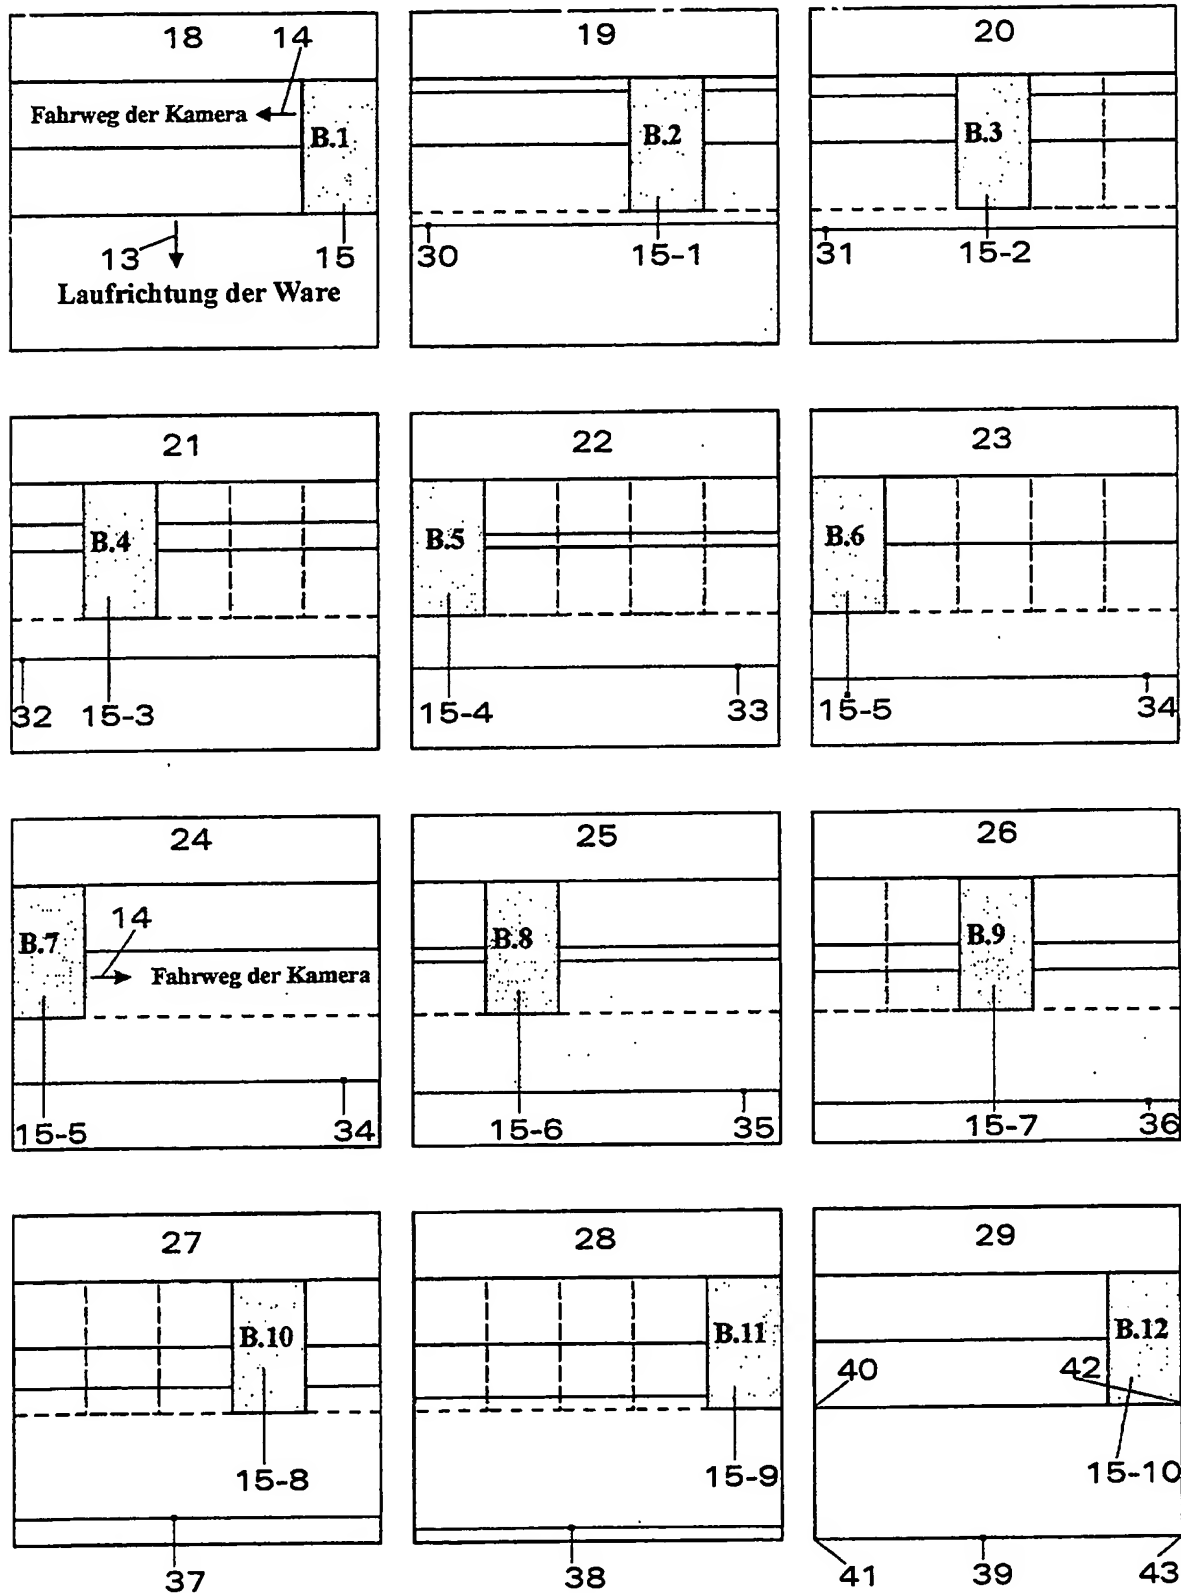 18 14
Fahrweg der Kamera
B.1
13 15
Laufrichtung der Ware
19
B.2
30 15-1
20
B.3
31 15-2
21
B.4
32 15-3
22
B.5
15-4 33
23
B.6
15-5 34
24
B.7
14
Fahrweg der Kamera
15-5 34
25
B.8
15-6 35
26
B.9
15-7 36
27
B.10
15-8
37
28
B.11
15-9
38
29
B.12
40 42
15-10
41 39 43